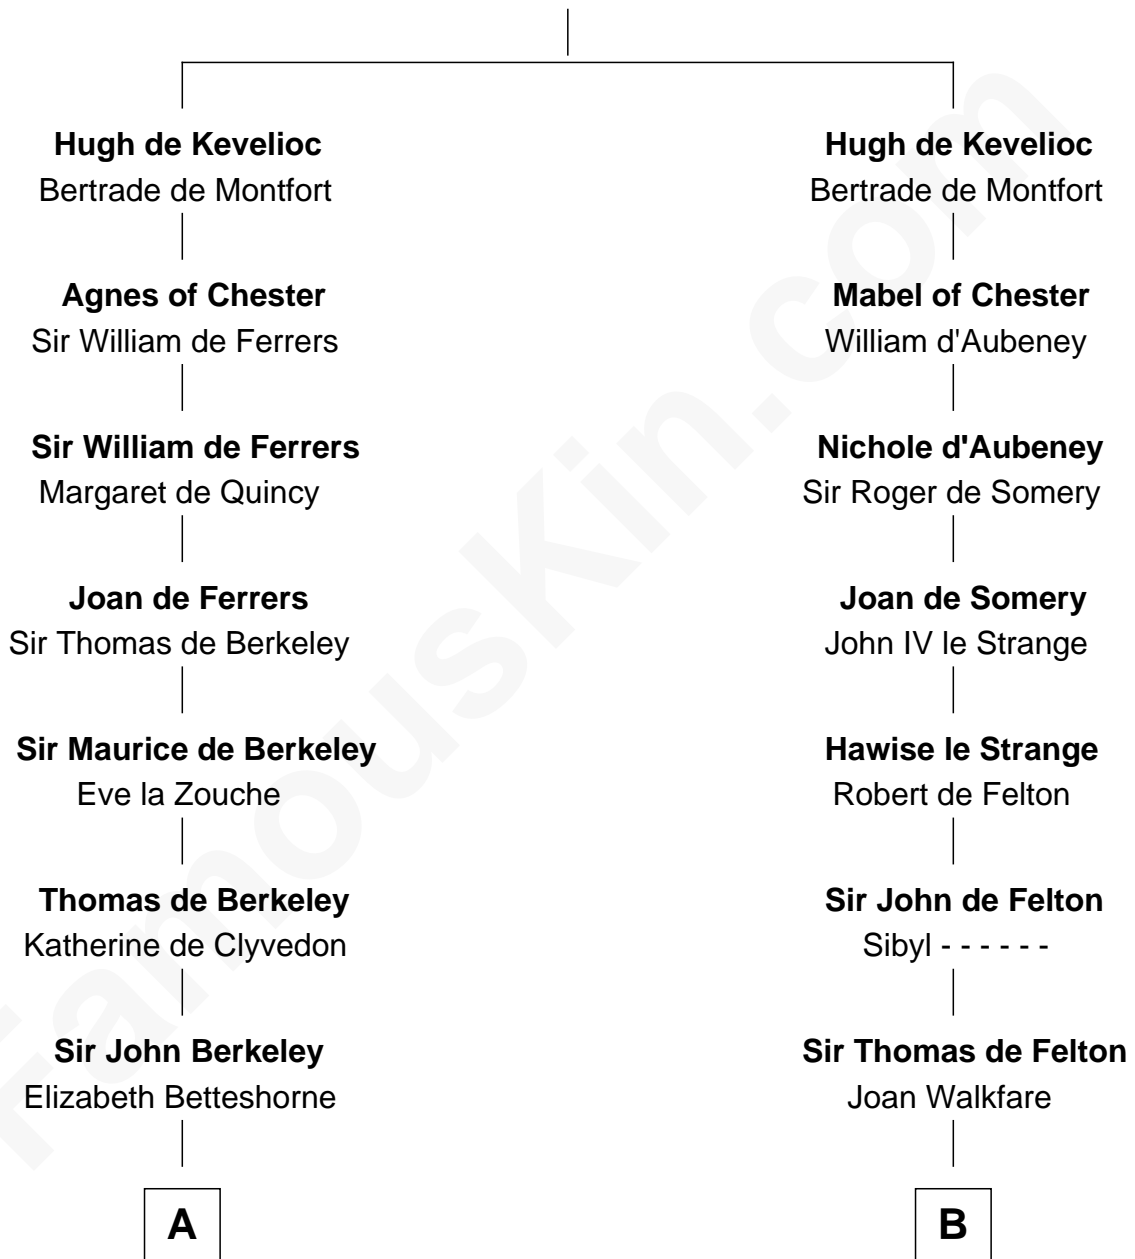 Hugh de Kevelioc
Bertrade de Montfort
Agnes of Chester
Sir William de Ferrers
Sir William de Ferrers
Margaret de Quincy
Joan de Ferrers
Sir Thomas de Berkeley
Sir Maurice de Berkeley
Eve la Zouche
Thomas de Berkeley
Katherine de Clyvedon
Sir John Berkeley
Elizabeth Betteshorne
A
Hugh de Kevelioc
Bertrade de Montfort
Mabel of Chester
William d'Aubeney
Nichole d'Aubeney
Sir Roger de Somery
Joan de Somery
John IV le Strange
Hawise le Strange
Robert de Felton
Sir John de Felton
Sibyl - - - - - -
Sir Thomas de Felton
Joan Walkfare
B
FamousKin.com